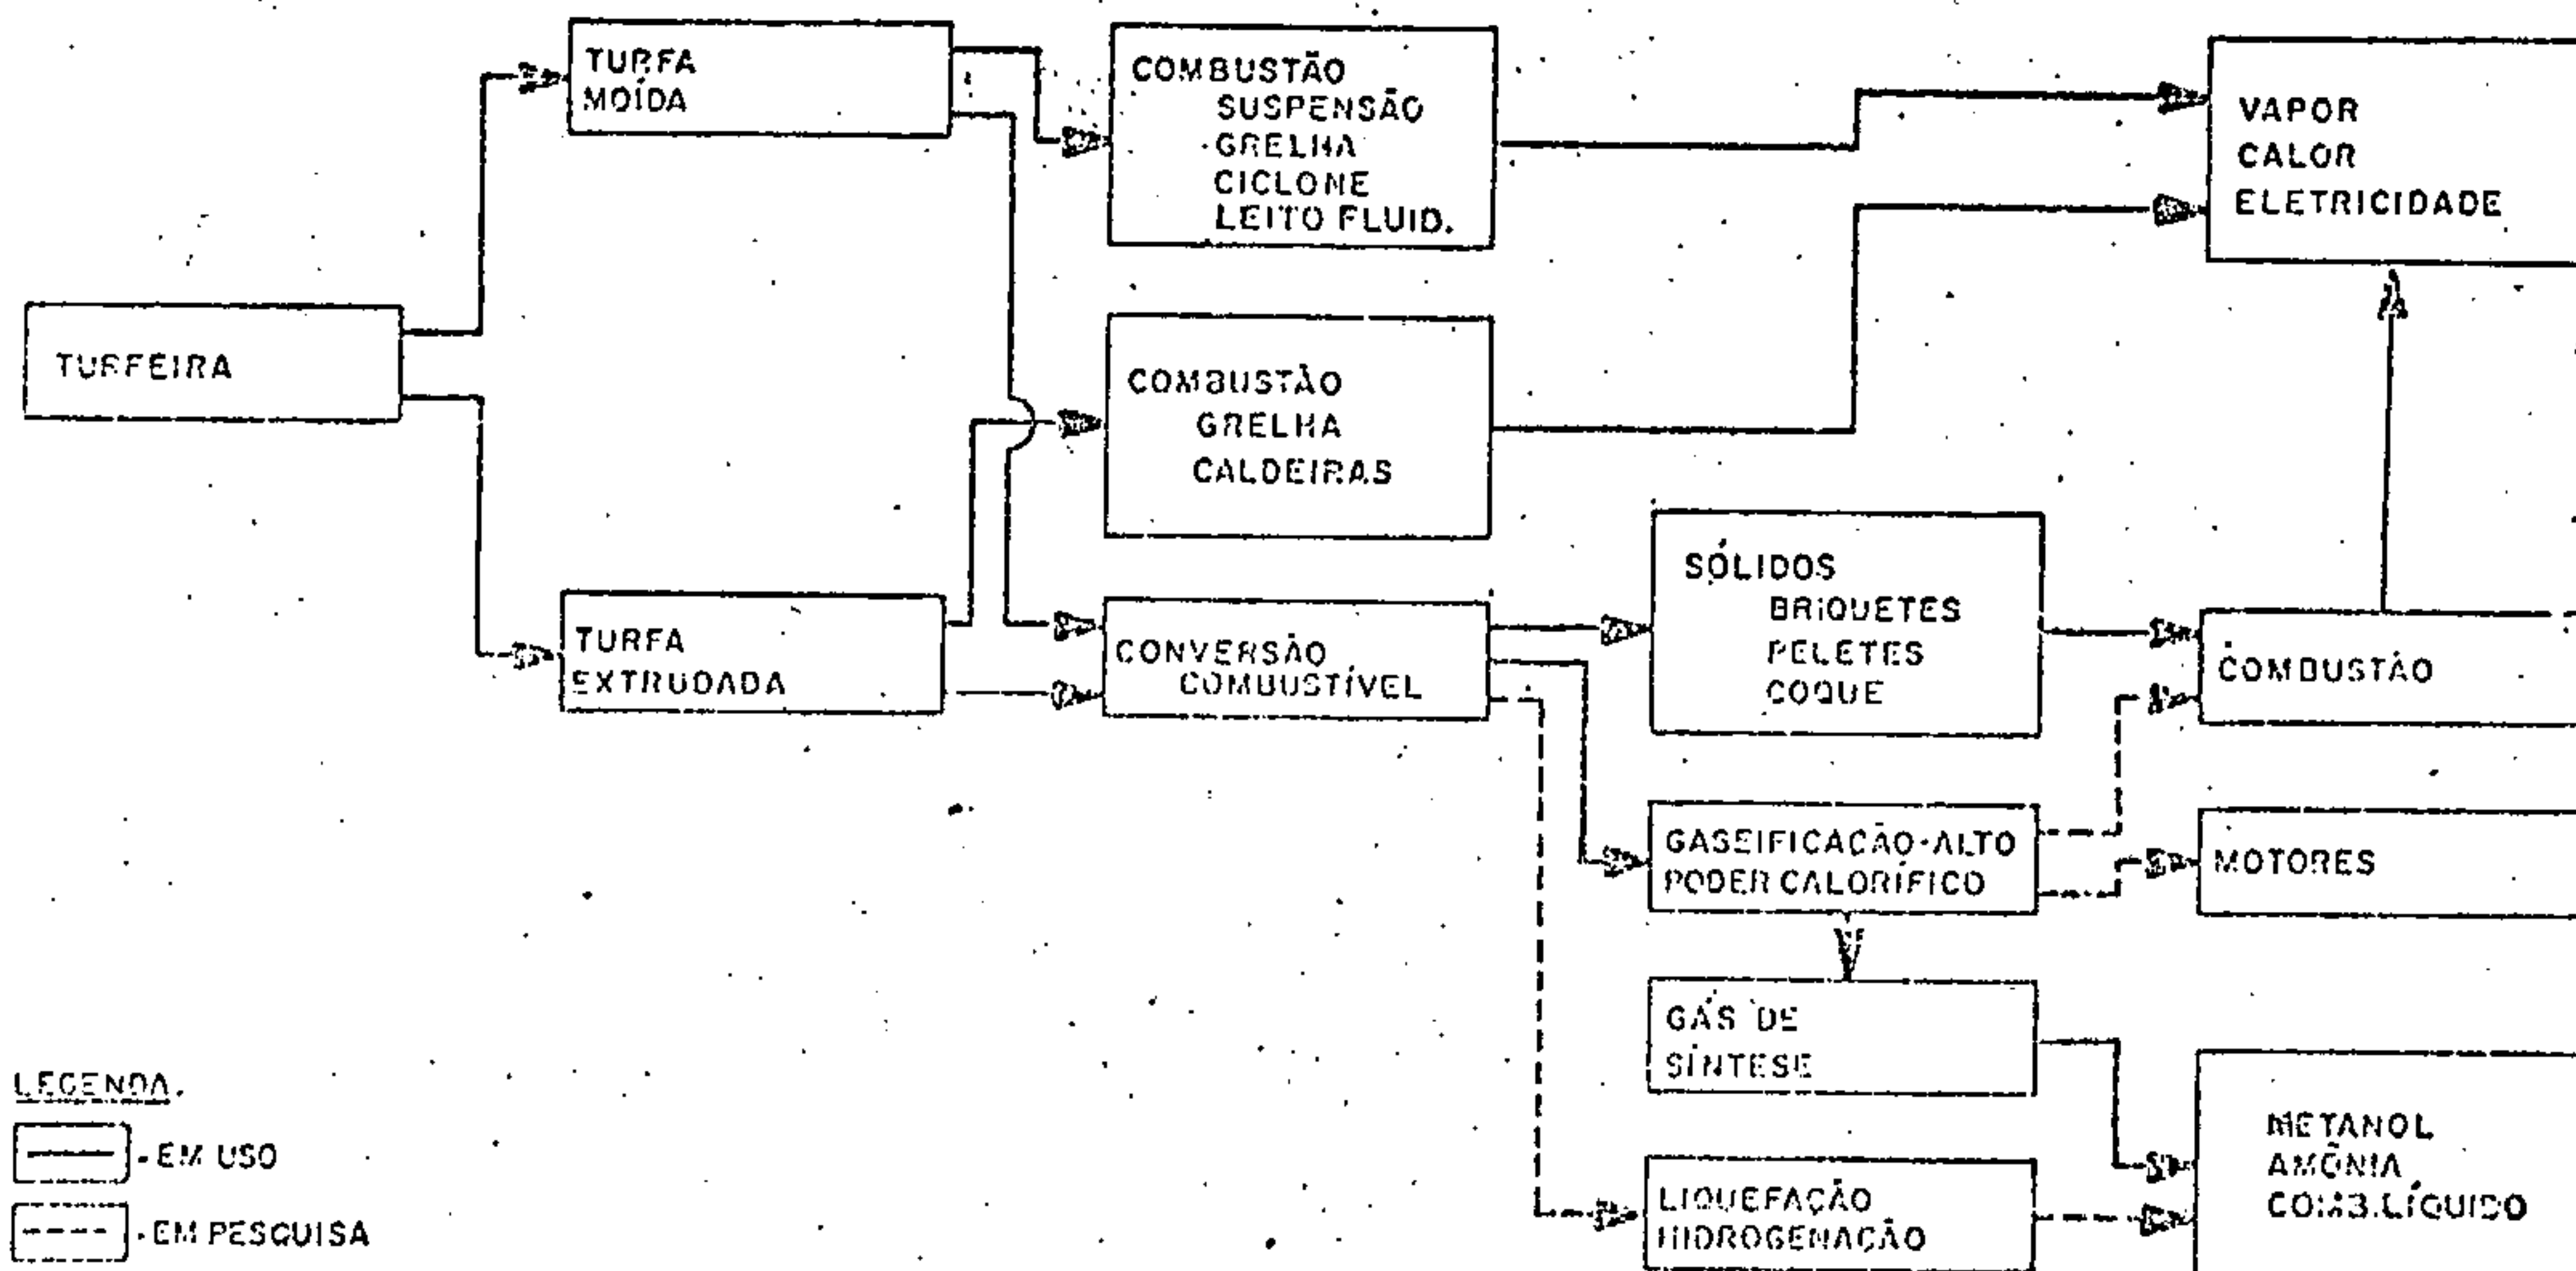 TURFEIRA
TURFA
MOÍDA
TURFA
EXTRUDADA
COMBUSTÃO
SUSPENSÃO
GRELHA
CICLONE
LEITO FLUID.
COMBUSTÃO
GRELHA
CALDEIRAS
CONVERSÃO
COMBUSTÍVEL
SÓLIDOS
BRIQUETES
PELETES
COQUE
GASEIFICAÇÃO-ALTO
PODER CALORÍFICO
GÁS DE
SÍNTESE
LIQUEFAÇÃO
HIDROGENAÇÃO
VAPOR
CALOR
ELETRICIDADE
COMBUSTÃO
MOTORES
METANOL
AMÔNIA
COMB.LÍQUIDO
LEGENDA.
- EM USO
- EM PESQUISA